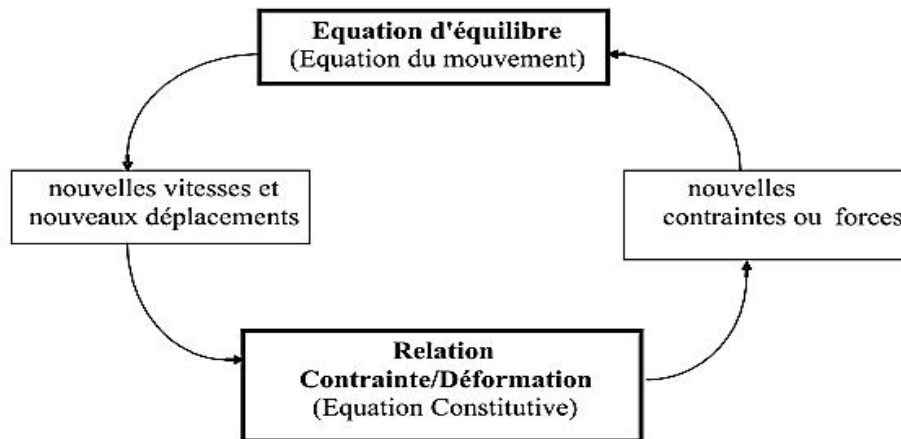 Equation d'équilibre
(Equation du mouvement)
nouvelles vitesses et
nouveaux déplacements
nouvelles
contraintes ou forces
Relation
Contrainte/Déformation
(Equation Constitutive)